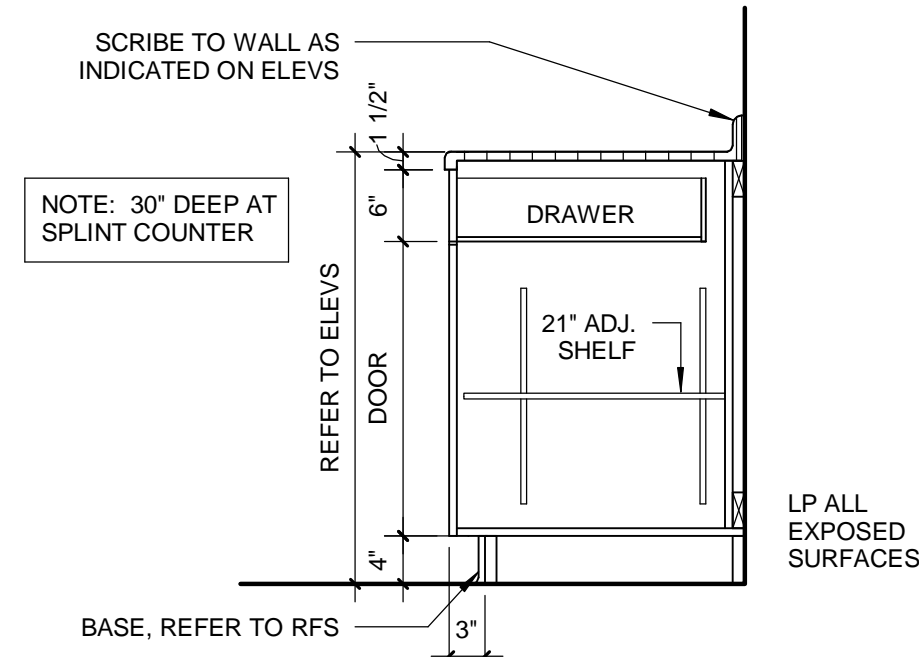 SCRIBE TO WALL AS
INDICATED ON ELEVS
1 1/2"
NOTE: 30" DEEP AT
SPLINT COUNTER
6"
DRAWER
REFER TO ELEVS
DOOR
21" ADJ.
SHELF
LP ALL
EXPOSED
SURFACES
4"
BASE, REFER TO RFS
3"